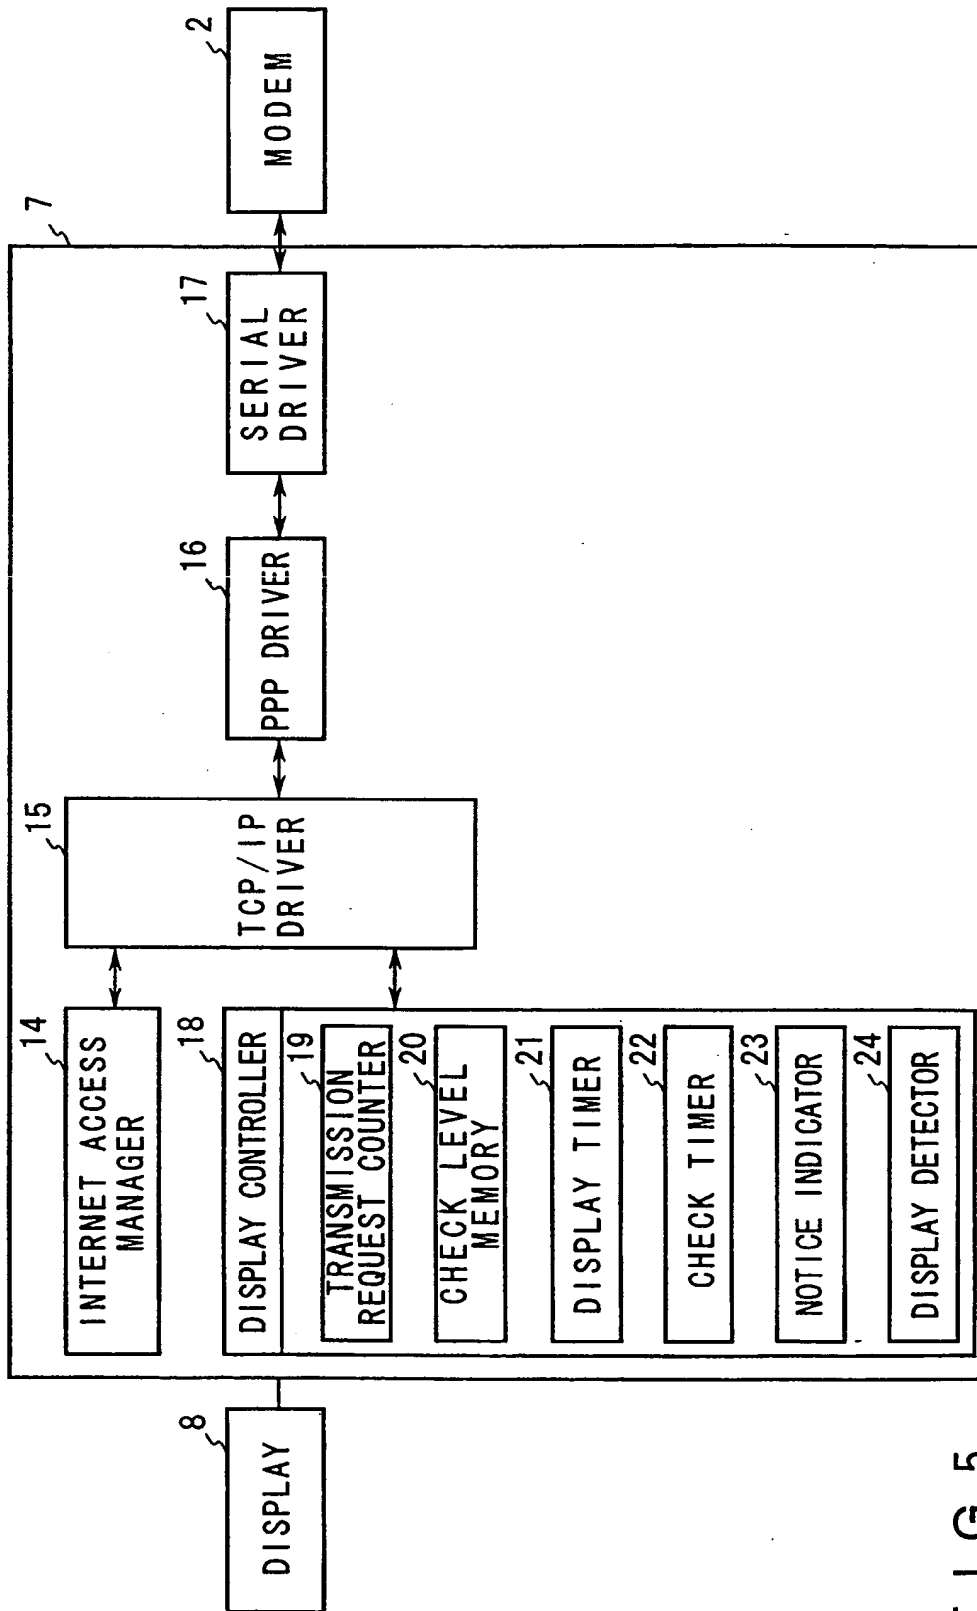 8
DISPLAY
7
14
INTERNET ACCESS
MANAGER
15
TCP/IP
DRIVER
16
PPP DRIVER
17
SERIAL
DRIVER
2
MODEM
18
DISPLAY CONTROLLER
19
TRANSMISSION
REQUEST COUNTER
20
CHECK LEVEL
MEMORY
21
DISPLAY TIMER
22
CHECK TIMER
23
NOTICE INDICATOR
24
DISPLAY DETECTOR
FIG. 5